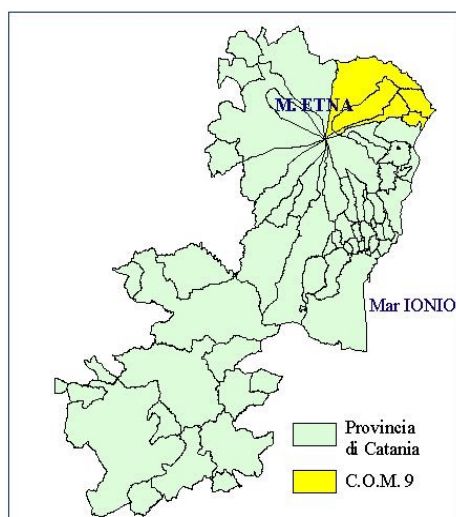 M. ETNA
Mar IONIO
Provincia
di Catania
C.O.M. 9